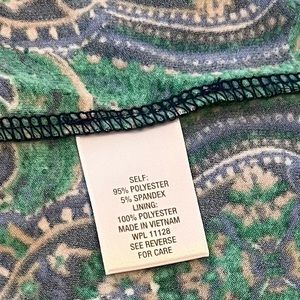 SELF:
95% POLYESTER
5% SPANDEX
LINING:
100% POLYESTER
MADE IN VIETNAM
WPL 11128
SEE REVERSE
FOR CARE